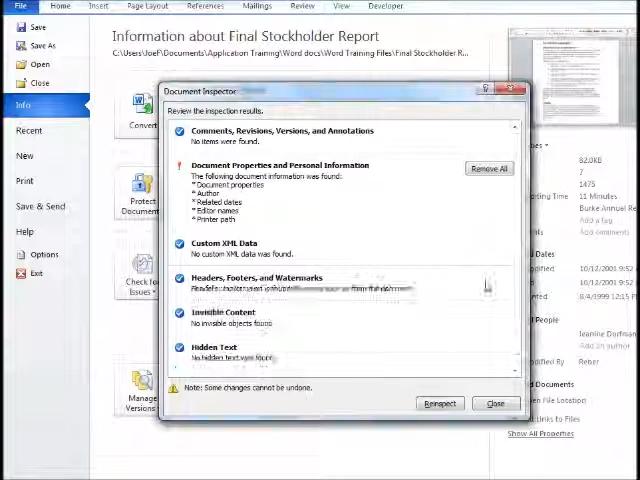 File Home Insert Page Layout References Mailings Review View Developer
Save
Save As
Open
Close
Info
Recent
New
Print
Save & Send
Help
Options
Exit
Information about Final Stockholder Report
C:\Users\JoeF\Documents\Application Training\Word docs\Word Training Files\Final Stockholder R...
Convert
Protect
Document
Check for
Issues
Manage
Versions
Document Inspector
Review the inspection results.
Comments, Revisions, Versions, and Annotations
No items were found.
Document Properties and Personal Information
Remove All
The following document information was found:
* Document properties
* Author
* Related dates
* Editor names
* Printer path
Custom XML Data
No custom XML data was found.
Headers, Footers, and Watermarks
Invisible Content
No invisible objects found
Hidden Text
No hidden text was found
Note: Some changes cannot be undone.
Reinspect Close
82.0KB
7
1475
11 Minutes
Burke Annual Re
Add a tag
Add comments
Dates
10/12/2001 9:52
10/12/2001 9:52
8/4/1999 12:15 P
People
Jeanine Dorfman
Add an author
Reber
Documents
File Location
Links to Files
Show All Properties